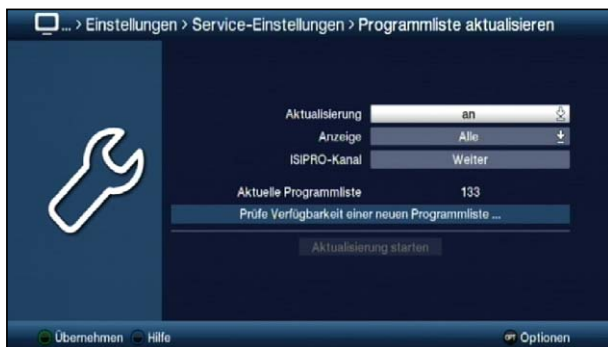 ... > Einstellungen > Service-Einstellungen > Programmliste aktualisieren
Aktualisierung an
Anzeige Alle
ISIPRO-Kanal Weiter
Aktuelle Programmliste 133
Prüfe Verfügbarkeit einer neuen Programmliste ...
Aktualisierung starten
Übernehmen Hilfe OPT Optionen